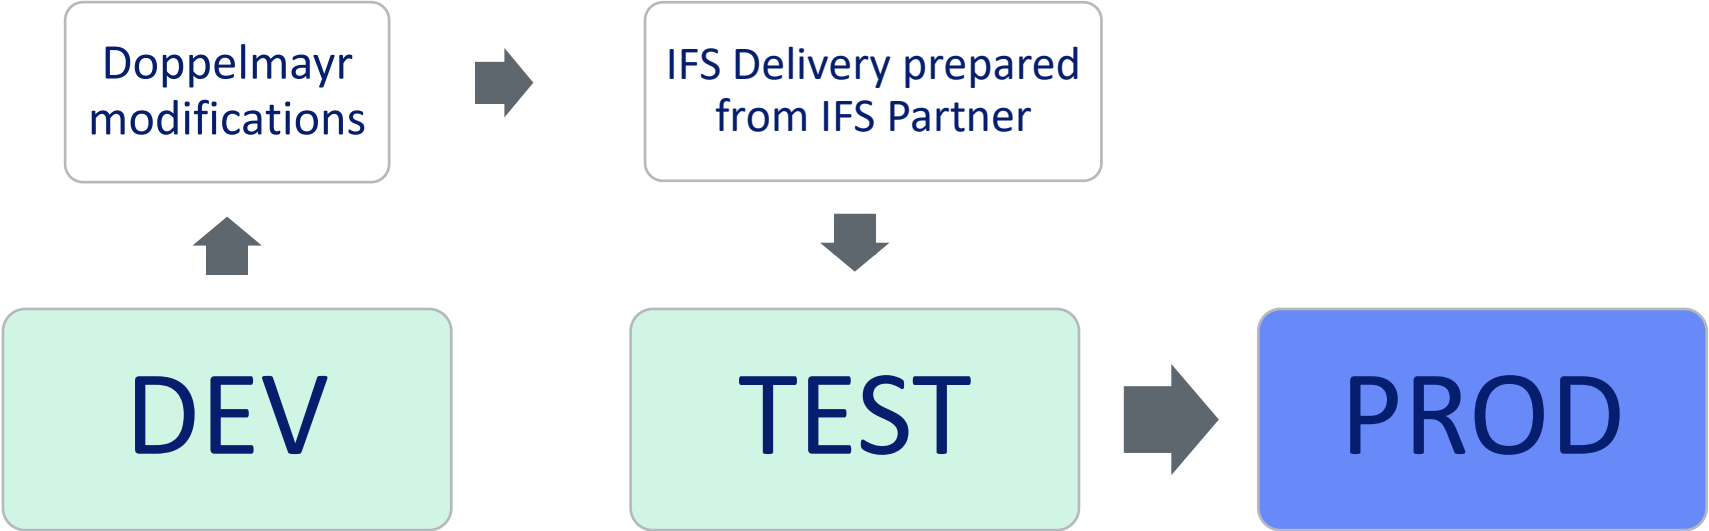 Doppelmayr
modifications
IFS Delivery prepared
from IFS Partner
DEV
TEST
PROD